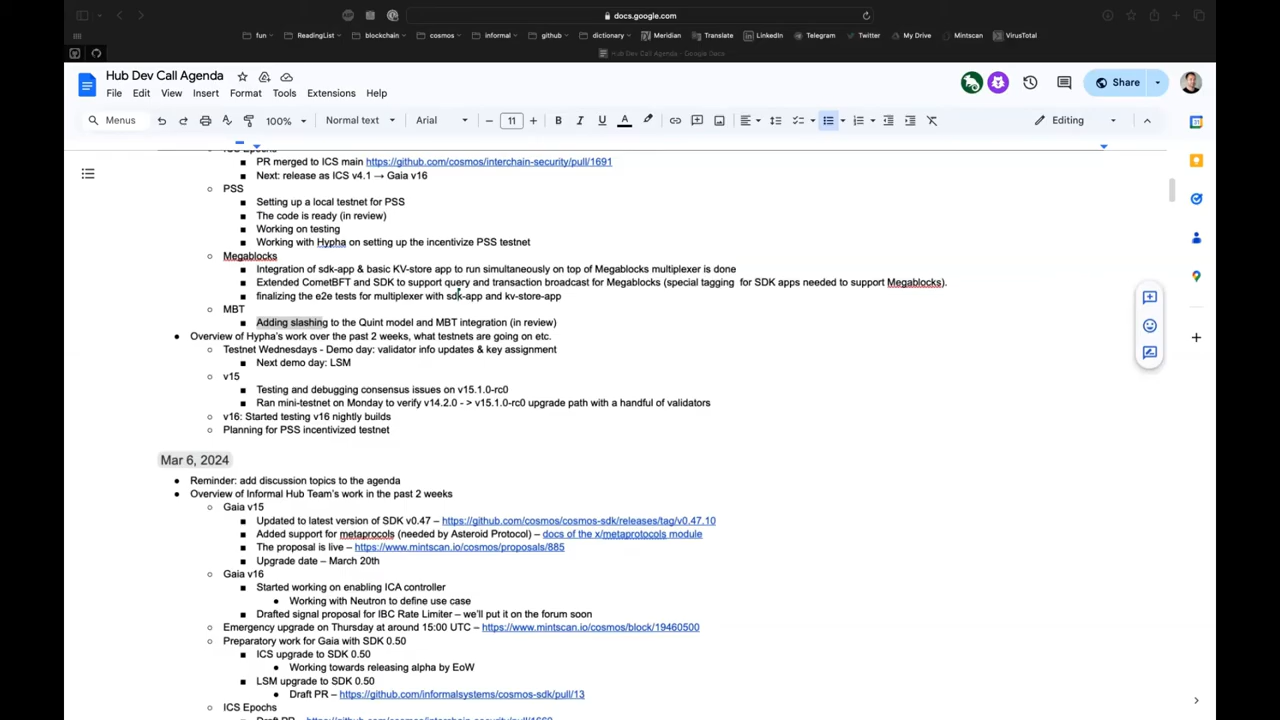 docs.google.com
fun
ReadingList
blockchain
cosmos
informal
github
dictionary
Meridian
Translate
LinkedIn
Telegram
Twitter
My Drive
Mintscan
VirusTotal
Hub Dev Call Agenda - Google Docs
Hub Dev Call Agenda
File Edit View Insert Format Tools Extensions Help
Share
Menus 100% Normal text Arial 11 Editing
ICS Epochs
PR merged to ICS main https://github.com/cosmos/interchain-security/pull/1691
Next: release as ICS v4.1 → Gaia v16
PSS
Setting up a local testnet for PSS
The code is ready (in review)
Working on testing
Working with Hypha on setting up the incentivize PSS testnet
Megablocks
Integration of sdk-app & basic KV-store app to run simultaneously on top of Megablocks multiplexer is done
Extended CometBFT and SDK to support query and transaction broadcast for Megablocks (special tagging for SDK apps needed to support Megablocks).
finalizing the e2e tests for multiplexer with sdk-app and kv-store-app
MBT
Adding slashing to the Quint model and MBT integration (in review)
Overview of Hypha's work over the past 2 weeks, what testnets are going on etc.
Testnet Wednesdays - Demo day: validator info updates & key assignment
Next demo day: LSM
v15
Testing and debugging consensus issues on v15.1.0-rc0
Ran mini-testnet on Monday to verify v14.2.0 - > v15.1.0-rc0 upgrade path with a handful of validators
v16: Started testing v16 nightly builds
Planning for PSS incentivized testnet
Mar 6, 2024
Reminder: add discussion topics to the agenda
Overview of Informal Hub Team's work in the past 2 weeks
Gaia v15
Updated to latest version of SDK v0.47 – https://github.com/cosmos/cosmos-sdk/releases/tag/v0.47.10
Added support for metaprocols (needed by Asteroid Protocol) – docs of the x/metaprotocols module
The proposal is live – https://www.mintscan.io/cosmos/proposals/885
Upgrade date – March 20th
Gaia v16
Started working on enabling ICA controller
Working with Neutron to define use case
Drafted signal proposal for IBC Rate Limiter – we'll put it on the forum soon
Emergency upgrade on Thursday at around 15:00 UTC – https://www.mintscan.io/cosmos/block/19460500
Preparatory work for Gaia with SDK 0.50
ICS upgrade to SDK 0.50
Working towards releasing alpha by EoW
LSM upgrade to SDK 0.50
Draft PR – https://github.com/informalsystems/cosmos-sdk/pull/13
ICS Epochs